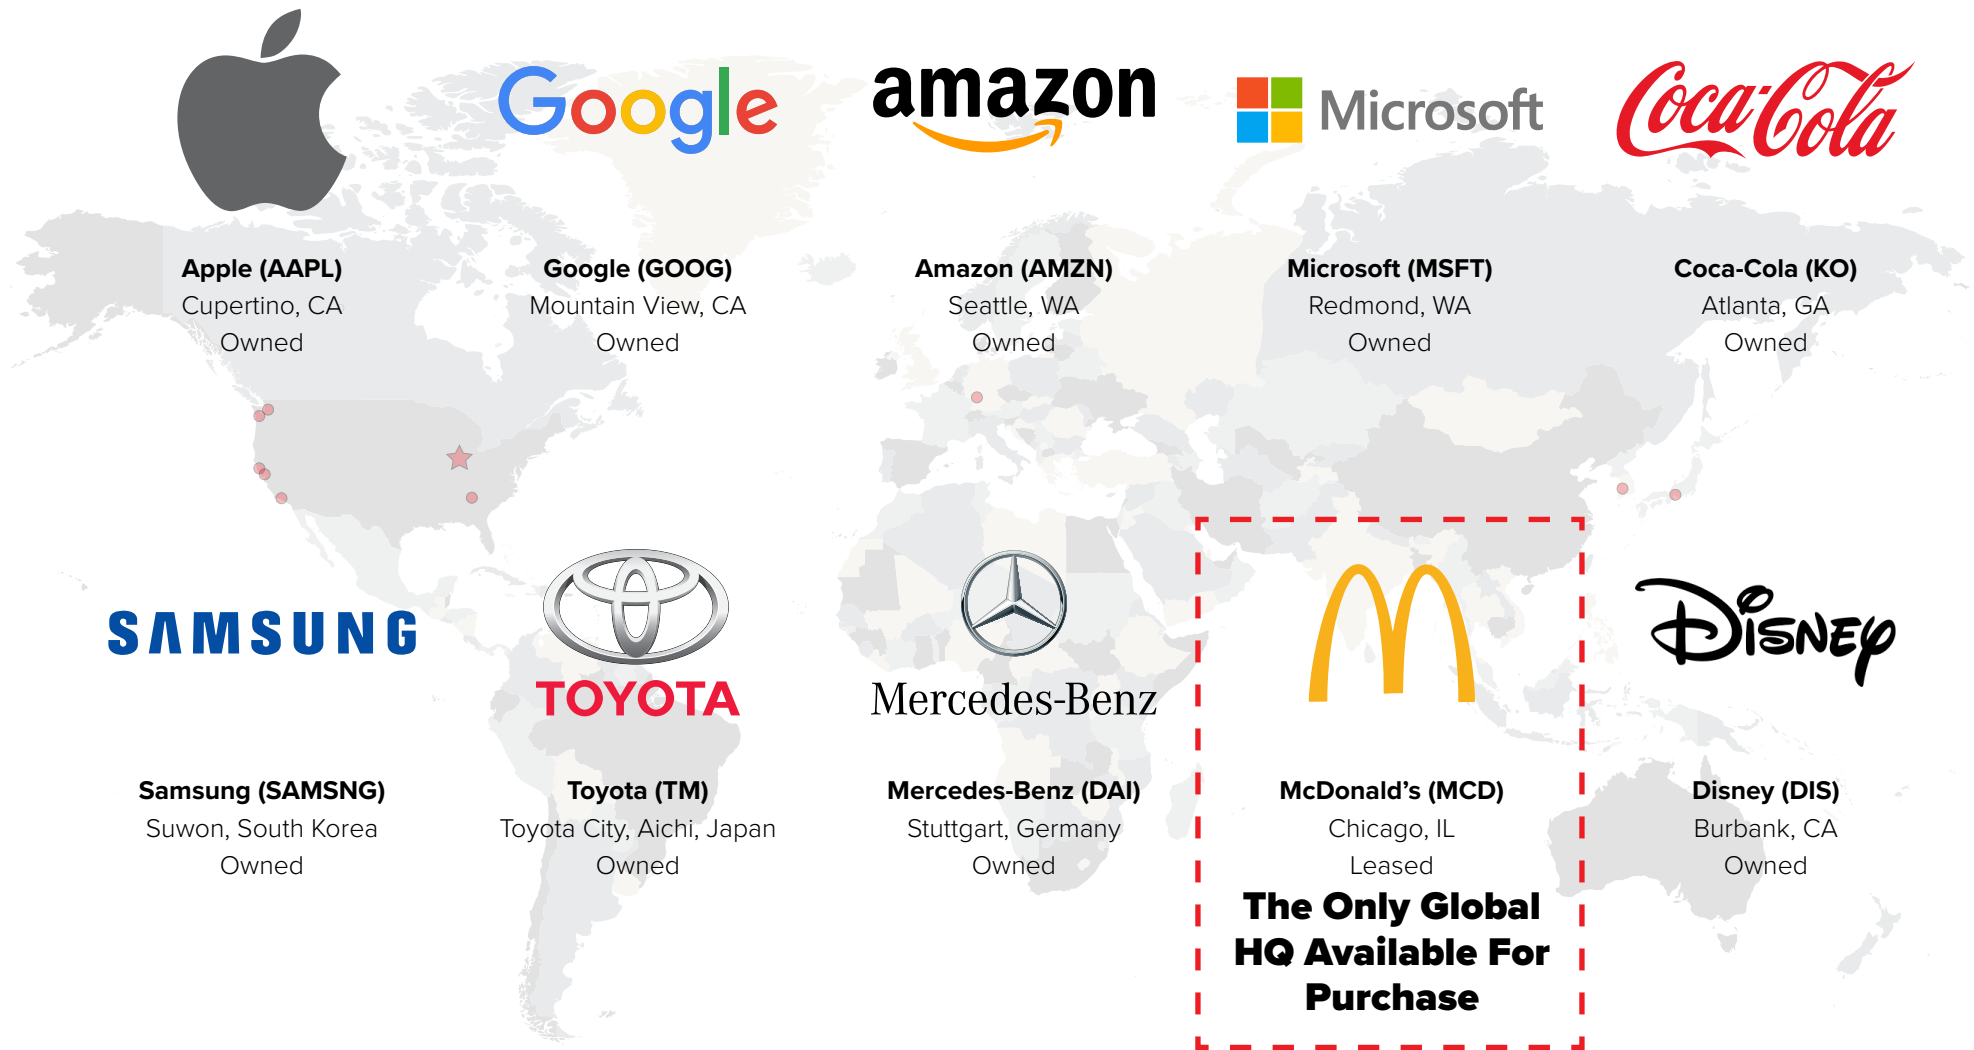 Google
amazon
Microsoft
Coca-Cola
Apple (AAPL)
Cupertino, CA
Owned
Google (GOOG)
Mountain View, CA
Owned
Amazon (AMZN)
Seattle, WA
Owned
Microsoft (MSFT)
Redmond, WA
Owned
Coca-Cola (KO)
Atlanta, GA
Owned
SAMSUNG
TOYOTA
Mercedes-Benz
Disney
Samsung (SAMSNG)
Suwon, South Korea
Owned
Toyota (TM)
Toyota City, Aichi, Japan
Owned
Mercedes-Benz (DAI)
Stuttgart, Germany
Owned
McDonald's (MCD)
Chicago, IL
Leased
The Only Global
HQ Available For
Purchase
Disney (DIS)
Burbank, CA
Owned